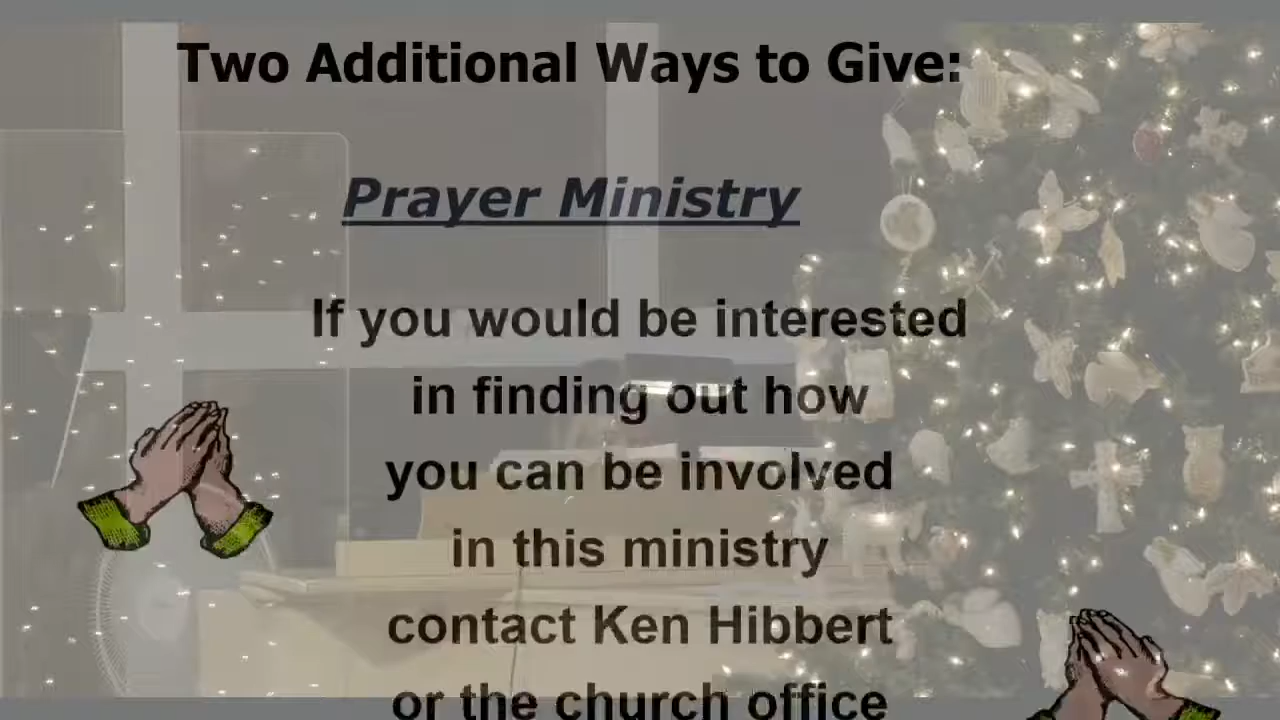 Two Additional Ways to Give:
Prayer Ministry
If you would be interested
in finding out how
you can be involved
in this ministry
contact Ken Hibbert
or the church office